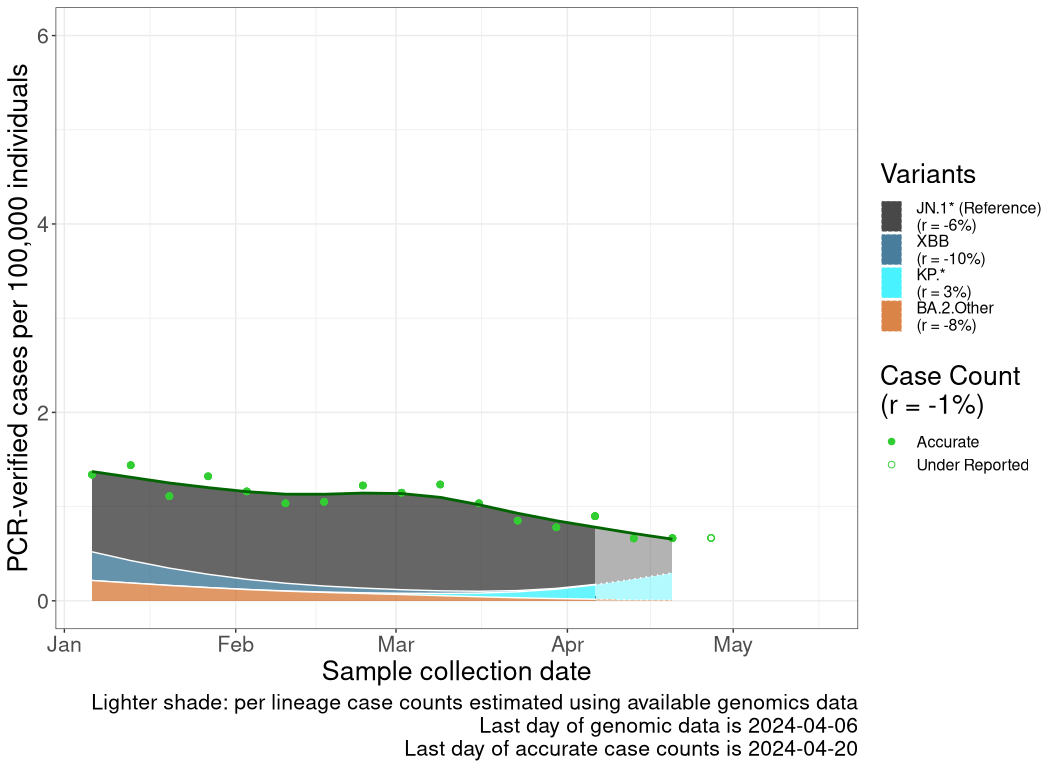 PCR-verified cases per 100,000 individuals
6
4
2
0
Jan
Feb
Mar
Apr
May
Sample collection date
Lighter shade: per lineage case counts estimated using available genomics data
Last day of genomic data is 2024-04-06
Last day of accurate case counts is 2024-04-20
Variants
JN.1* (Reference)
(r = -6%)
XBB
(r = -10%)
KP.*
(r = 3%)
BA.2.Other
(r = -8%)
Case Count
(r = -1%)
Accurate
Under Reported